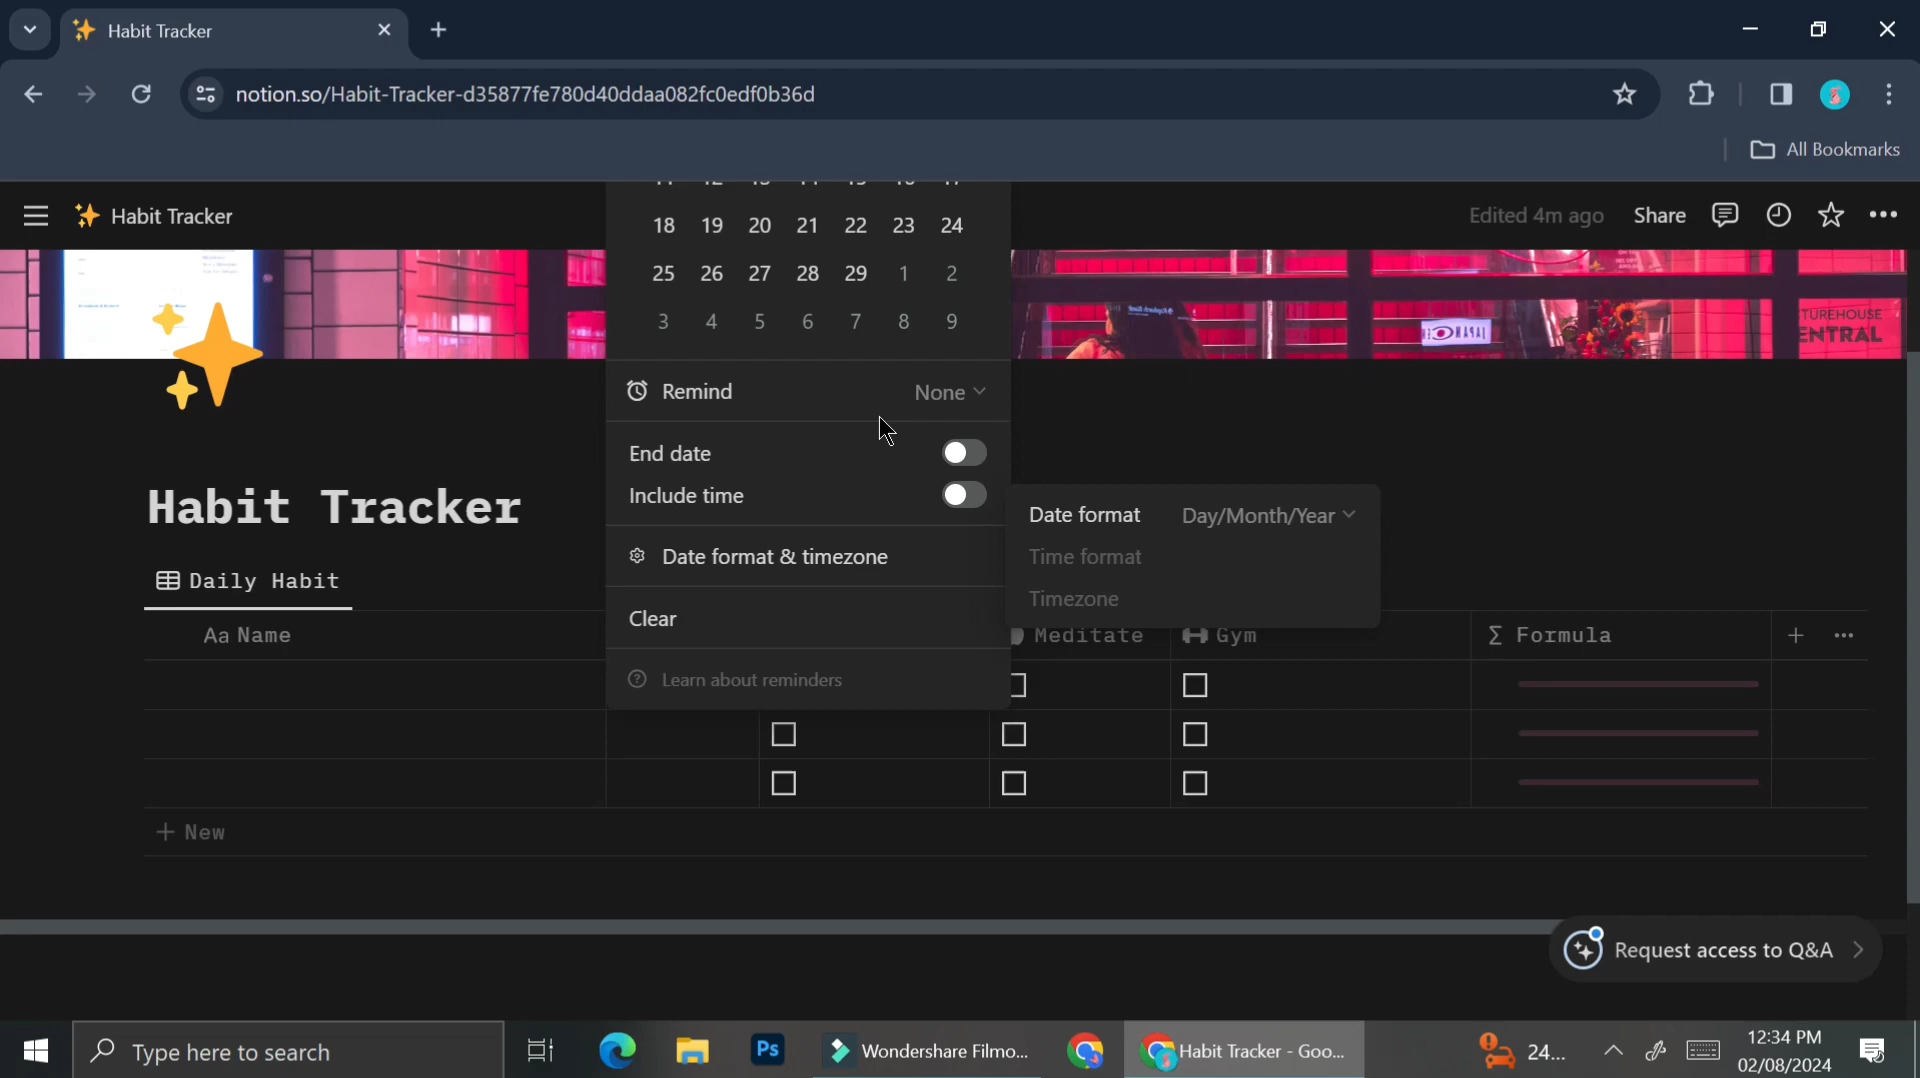 Habit Tracker
notion.so/Habit-Tracker-d35877fe780d40ddaa082fc0edf0b36d
All Bookmarks
Habit Tracker
Edited 4m ago Share
18 19 20 21 22 23 24
25 26 27 28 29 1 2
3 4 5 6 7 8 9
TUREHOUSE
ENTRAL
Remind None
End date
Include time
Date format & timezone
Clear
Learn about reminders
Date format Day/Month/Year
Time format
Timezone
Habit Tracker
Daily Habit
Aa Name Meditate Gym Σ Formula
+ New
Request access to Q&A
Type here to search
Ps
Wondershare Filmo...
Habit Tracker - Goo...
24...
12:34 PM
02/08/2024